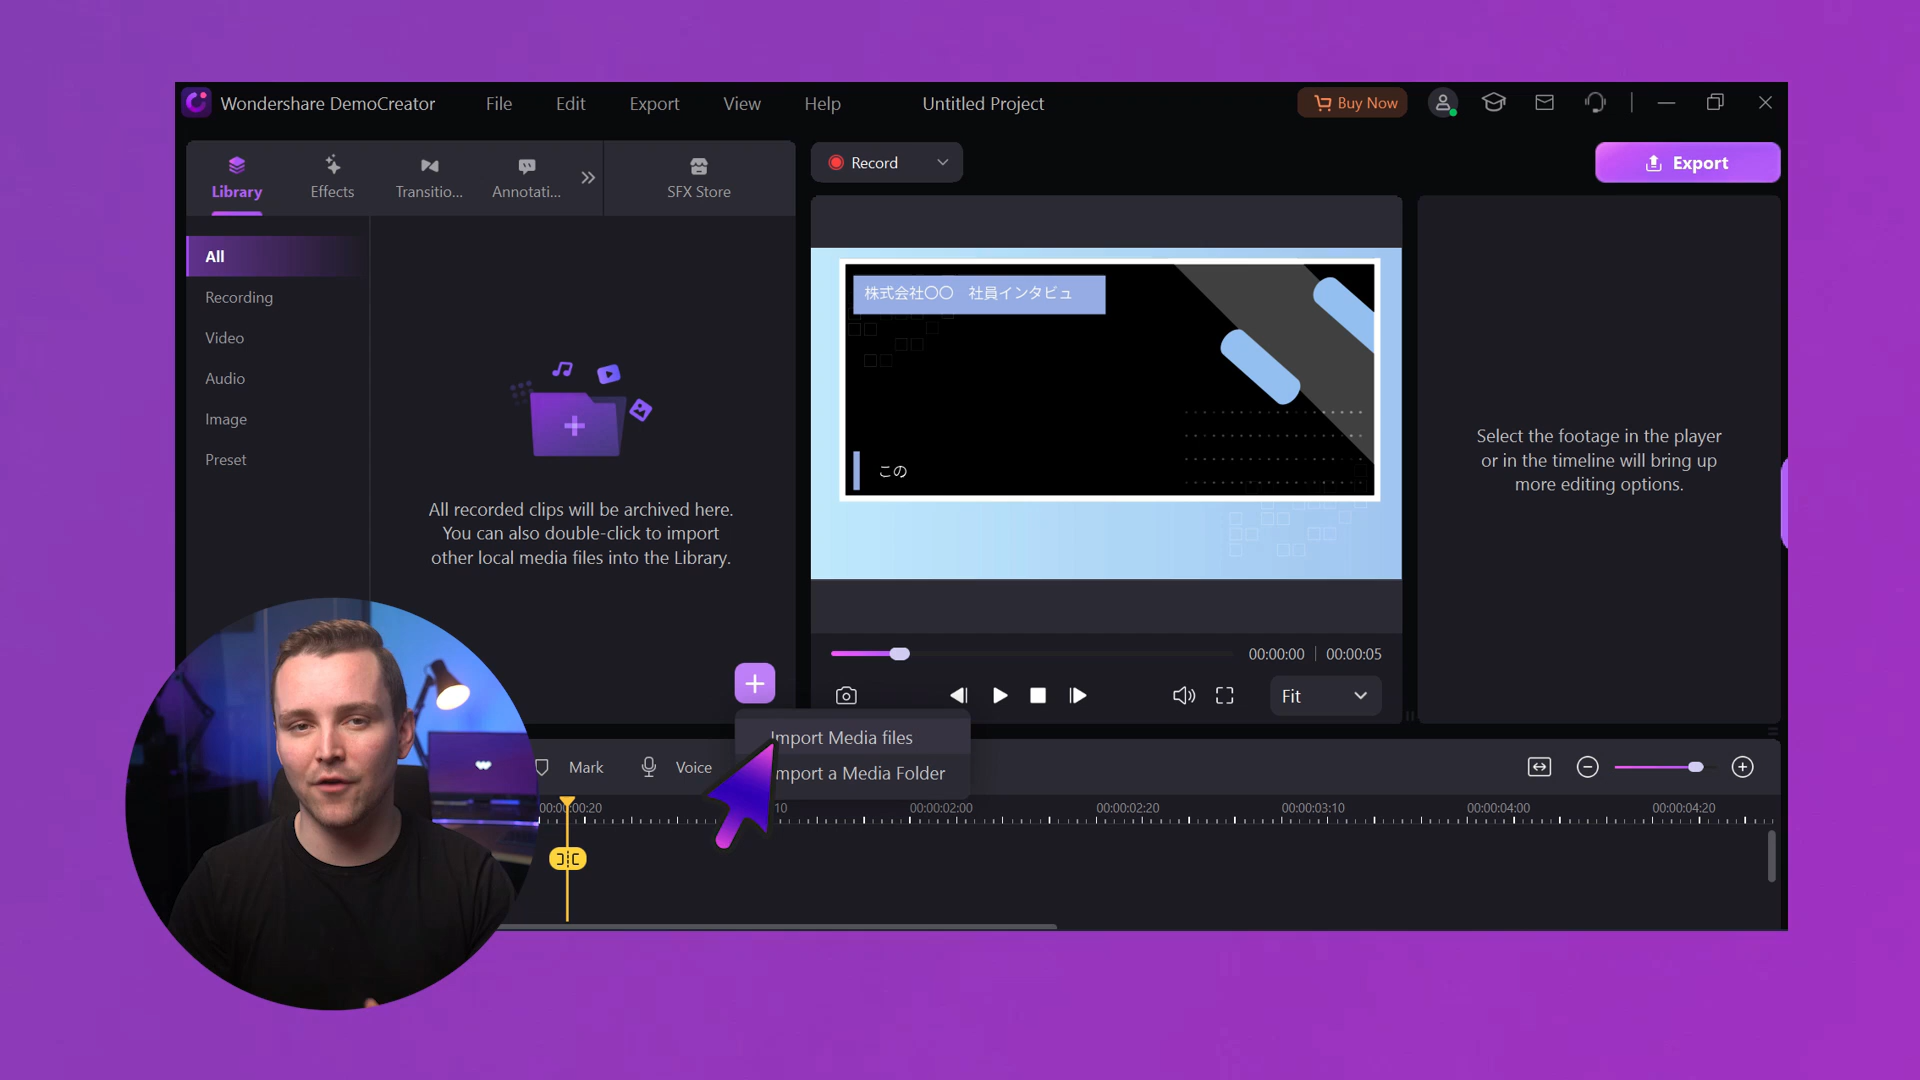 Wondershare DemoCreator File Edit Export View Help Untitled Project Buy Now
Library Effects Transitio... Annotati... SFX Store
Record
Export
All
Recording
Video
Audio
Image
Preset
All recorded clips will be archived here.
You can also double-click to import
other local media files into the Library.
株式会社〇〇 社員インタビュ
この
Select the footage in the player
or in the timeline will bring up
more editing options.
00:00:00 00:00:05
Fit
Import Media files
Import a Media Folder
Mark Voice
00:00:00:20 10 00:00:02:00 00:00:02:20 00:00:03:10 00:00:04:00 00:00:04:20